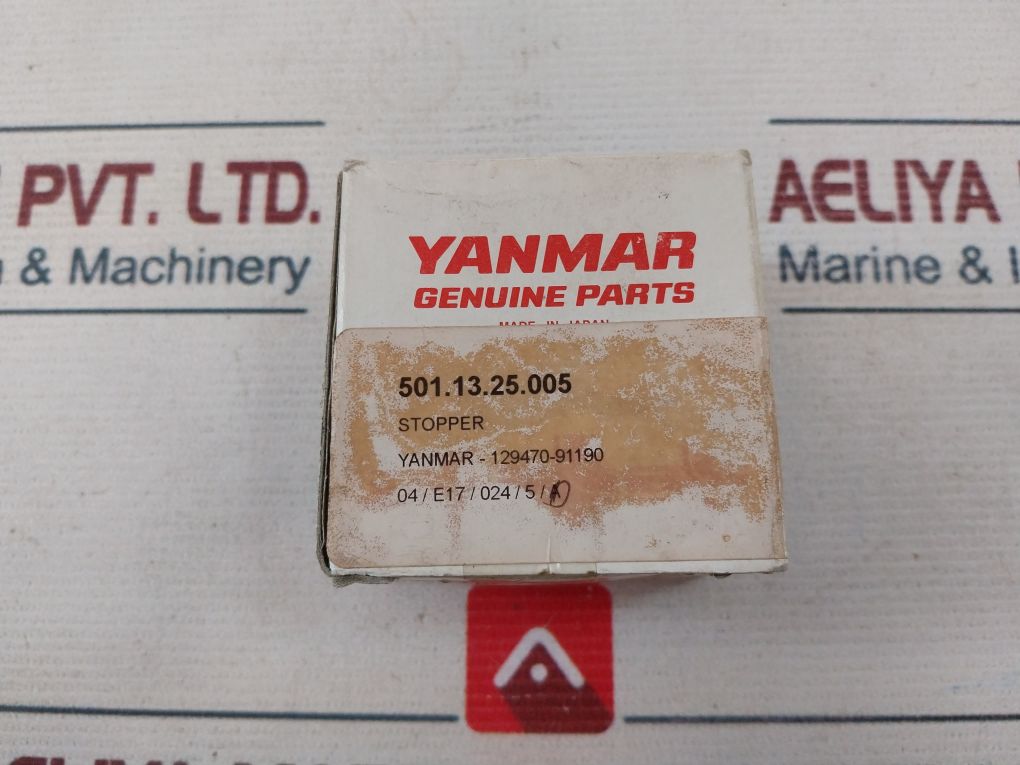 PVT. LTD.
& Machinery
AELIYA
Marine & I
YANMAR
GENUINE PARTS
MADE IN JAPAN
501.13.25.005
STOPPER
YANMAR - 129470-91190
04 / E17 / 024 / 5 /